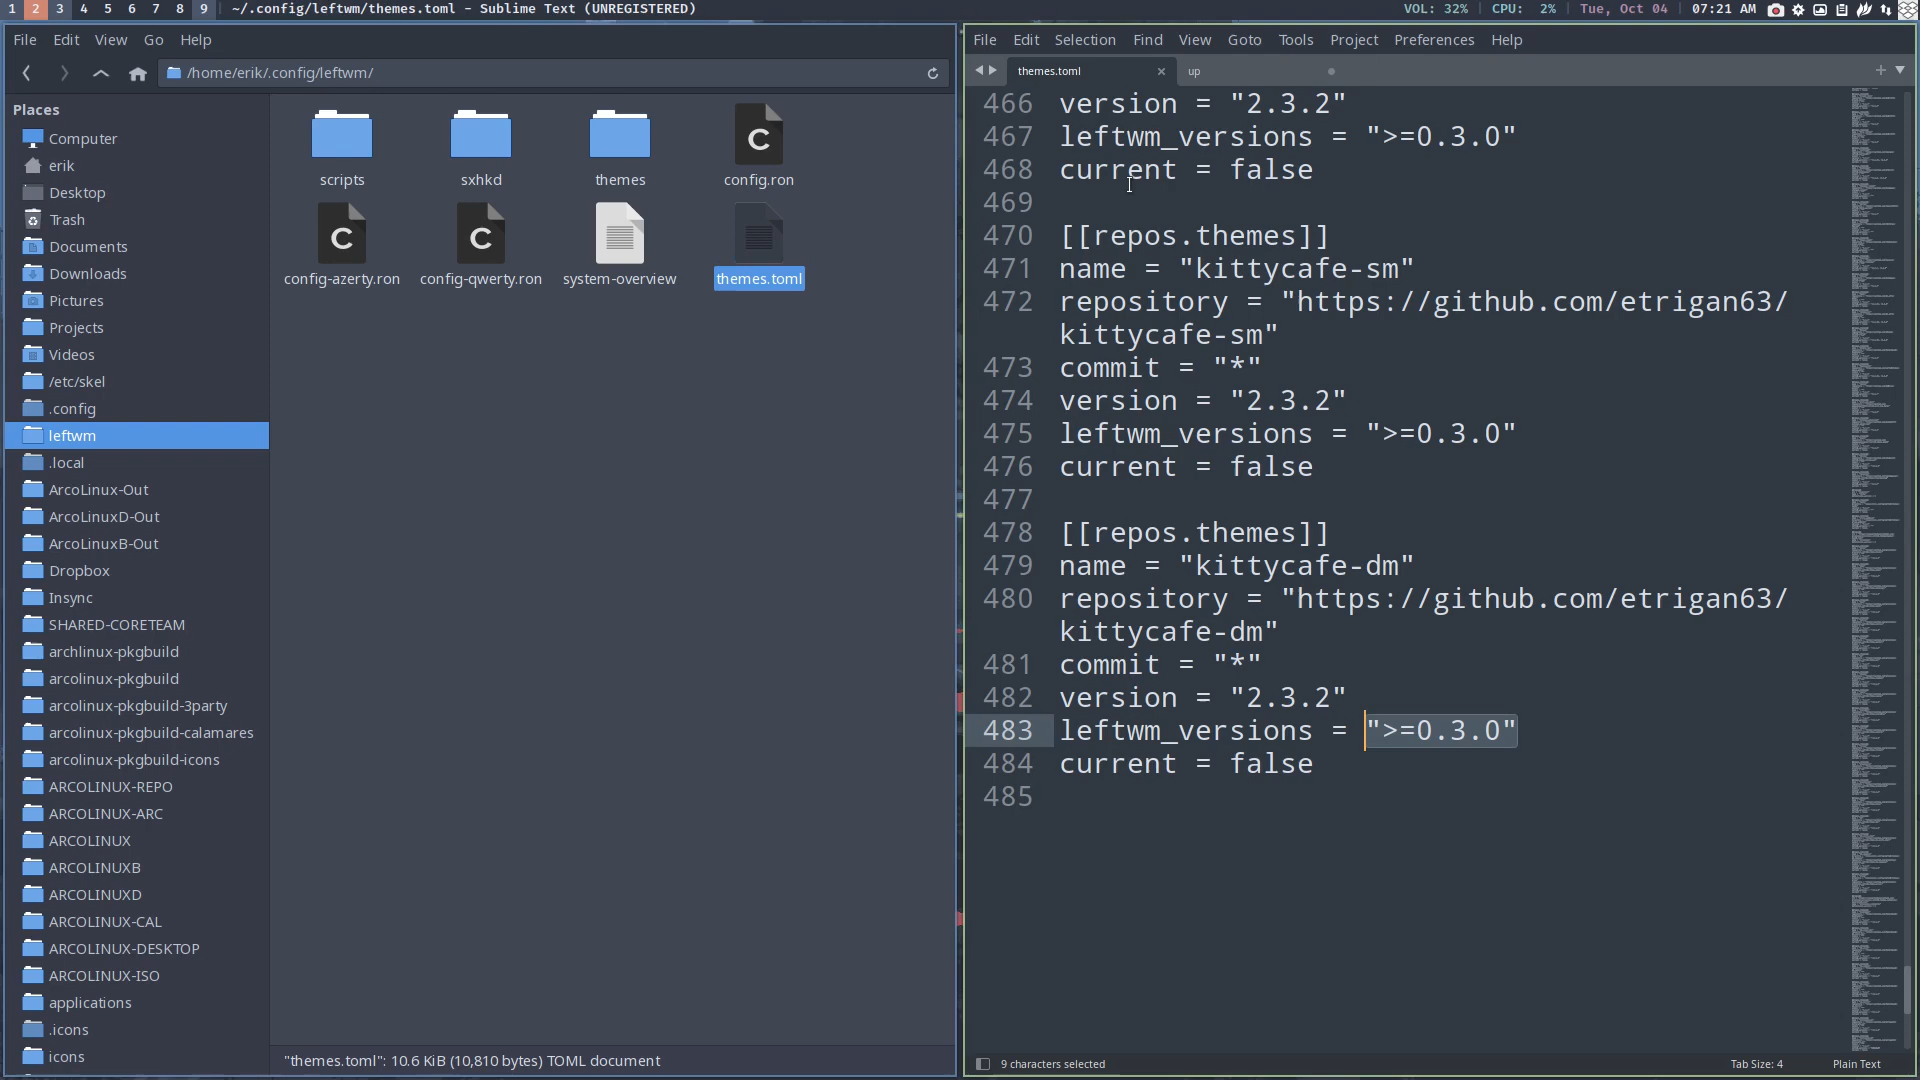 1 2 3 4 5 6 7 8 9 ~/.config/leftwm/themes.toml - Sublime Text (UNREGISTERED) VOL: 32% CPU: 2% Tue, Oct 04 07:21 AM
File Edit View Go Help
/home/erik/.config/leftwm/
Places
Computer
erik
Desktop
Trash
Documents
Downloads
Pictures
Projects
Videos
/etc/skel
.config
leftwm
.local
ArcoLinux-Out
ArcoLinuxD-Out
ArcoLinuxB-Out
Dropbox
Insync
SHARED-CORETEAM
archlinux-pkgbuild
arcolinux-pkgbuild
arcolinux-pkgbuild-3party
arcolinux-pkgbuild-calamares
arcolinux-pkgbuild-icons
ARCOLINUX-REPO
ARCOLINUX-ARC
ARCOLINUX
ARCOLINUXB
ARCOLINUXD
ARCOLINUX-CAL
ARCOLINUX-DESKTOP
ARCOLINUX-ISO
applications
.icons
icons
scripts sxhkd themes config.ron
config-azerty.ron config-qwerty.ron system-overview themes.toml
"themes.toml": 10.6 KiB (10,810 bytes) TOML document
File Edit Selection Find View Goto Tools Project Preferences Help
themes.toml up
466 version = "2.3.2"
467 leftwm_versions = ">=0.3.0"
468 current = false
469
470 [[repos.themes]]
471 name = "kittycafe-sm"
472 repository = "https://github.com/etrigan63/
kittycafe-sm"
473 commit = "*"
474 version = "2.3.2"
475 leftwm_versions = ">=0.3.0"
476 current = false
477
478 [[repos.themes]]
479 name = "kittycafe-dm"
480 repository = "https://github.com/etrigan63/
kittycafe-dm"
481 commit = "*"
482 version = "2.3.2"
483 leftwm_versions = ">=0.3.0"
484 current = false
485
9 characters selected Tab Size: 4 Plain Text